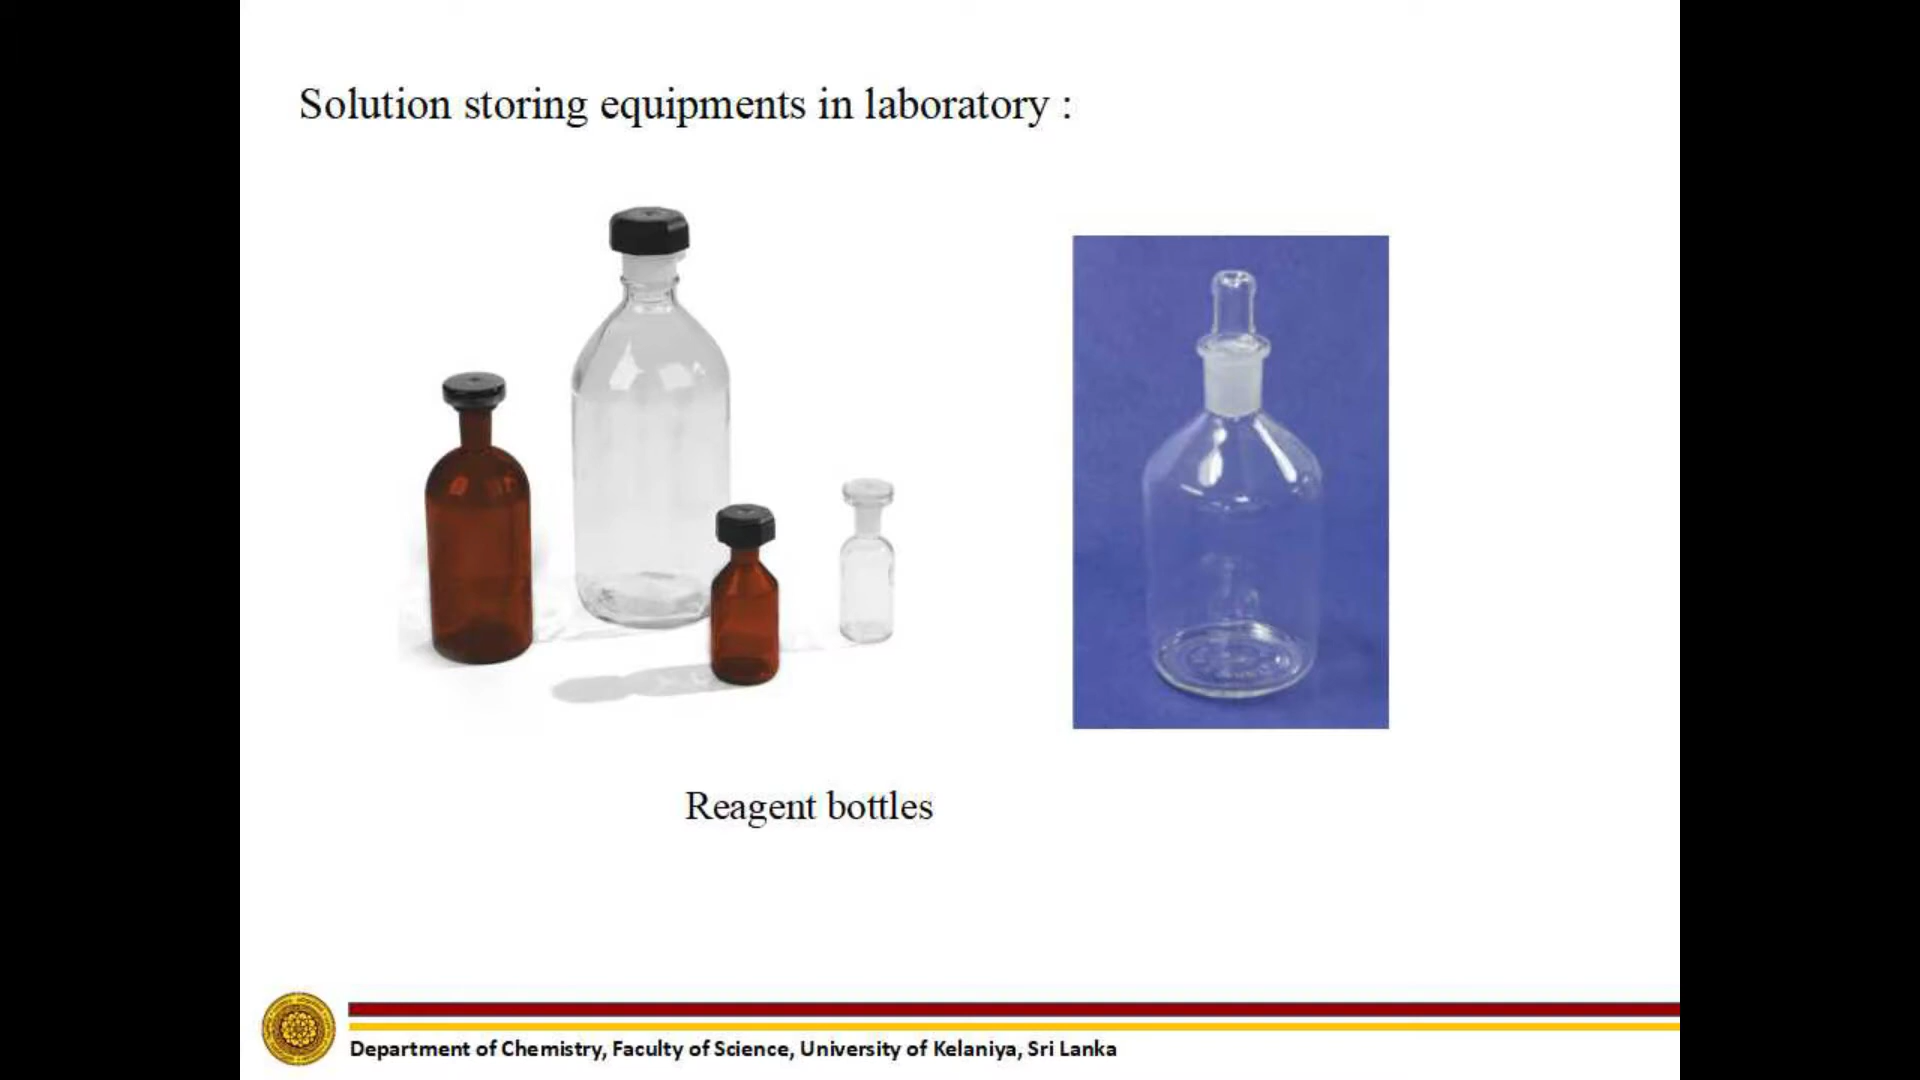 Solution storing equipments in laboratory :
Reagent bottles
Department of Chemistry, Faculty of Science, University of Kelaniya, Sri Lanka